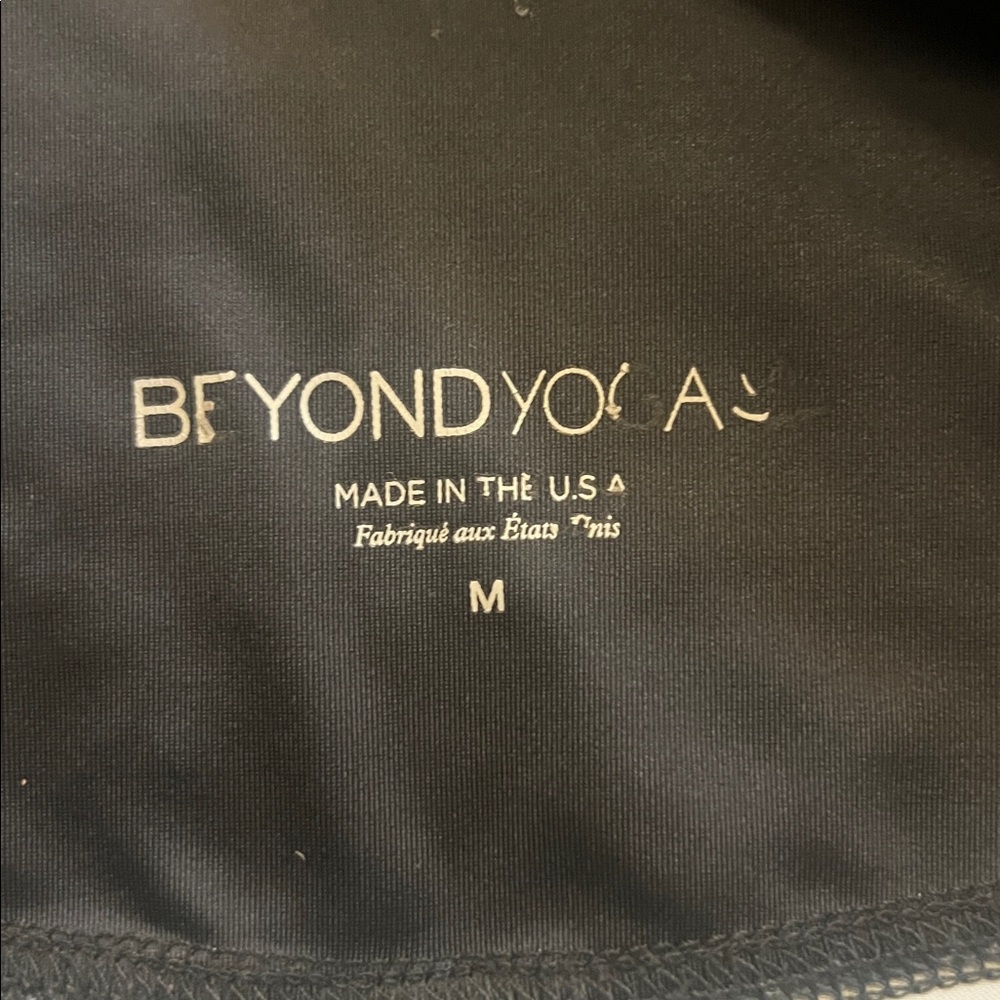 BEYOND YOGA
MADE IN THE U.S.A
Fabriqué aux États Unis
M